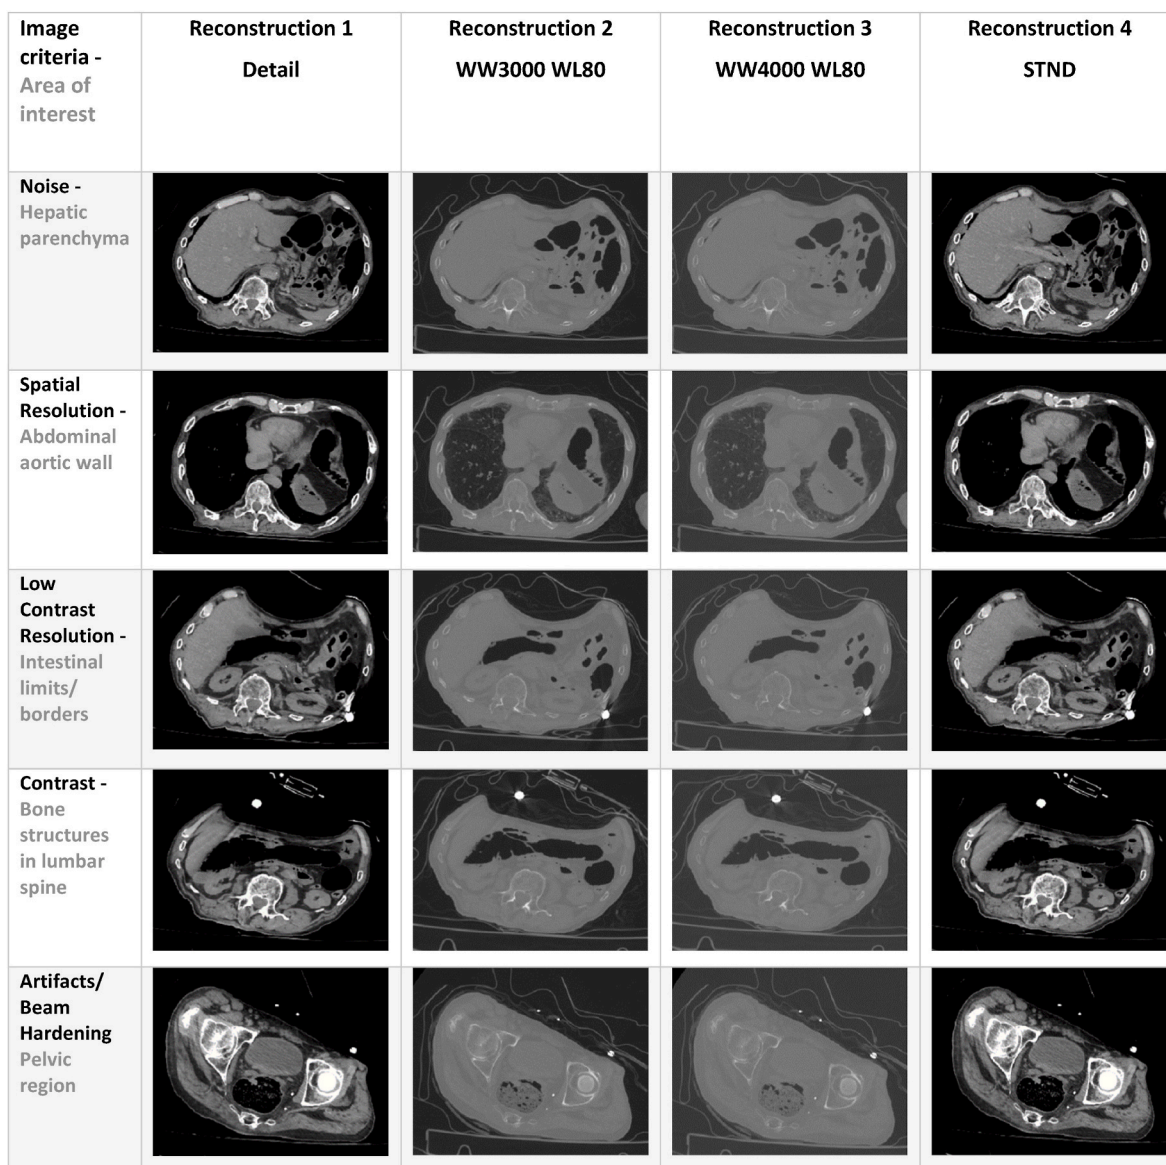 Image
criteria -
Area of
interest
Reconstruction 1
Detail
Reconstruction 2
WW3000 WL80
Reconstruction 3
WW4000 WL80
Reconstruction 4
STND
Noise -
Hepatic
parenchyma
Spatial
Resolution -
Abdominal
aortic wall
Low
Contrast
Resolution -
Intestinal
limits/
borders
Contrast -
Bone
structures
in lumbar
spine
Artifacts/
Beam
Hardening
Pelvic
region